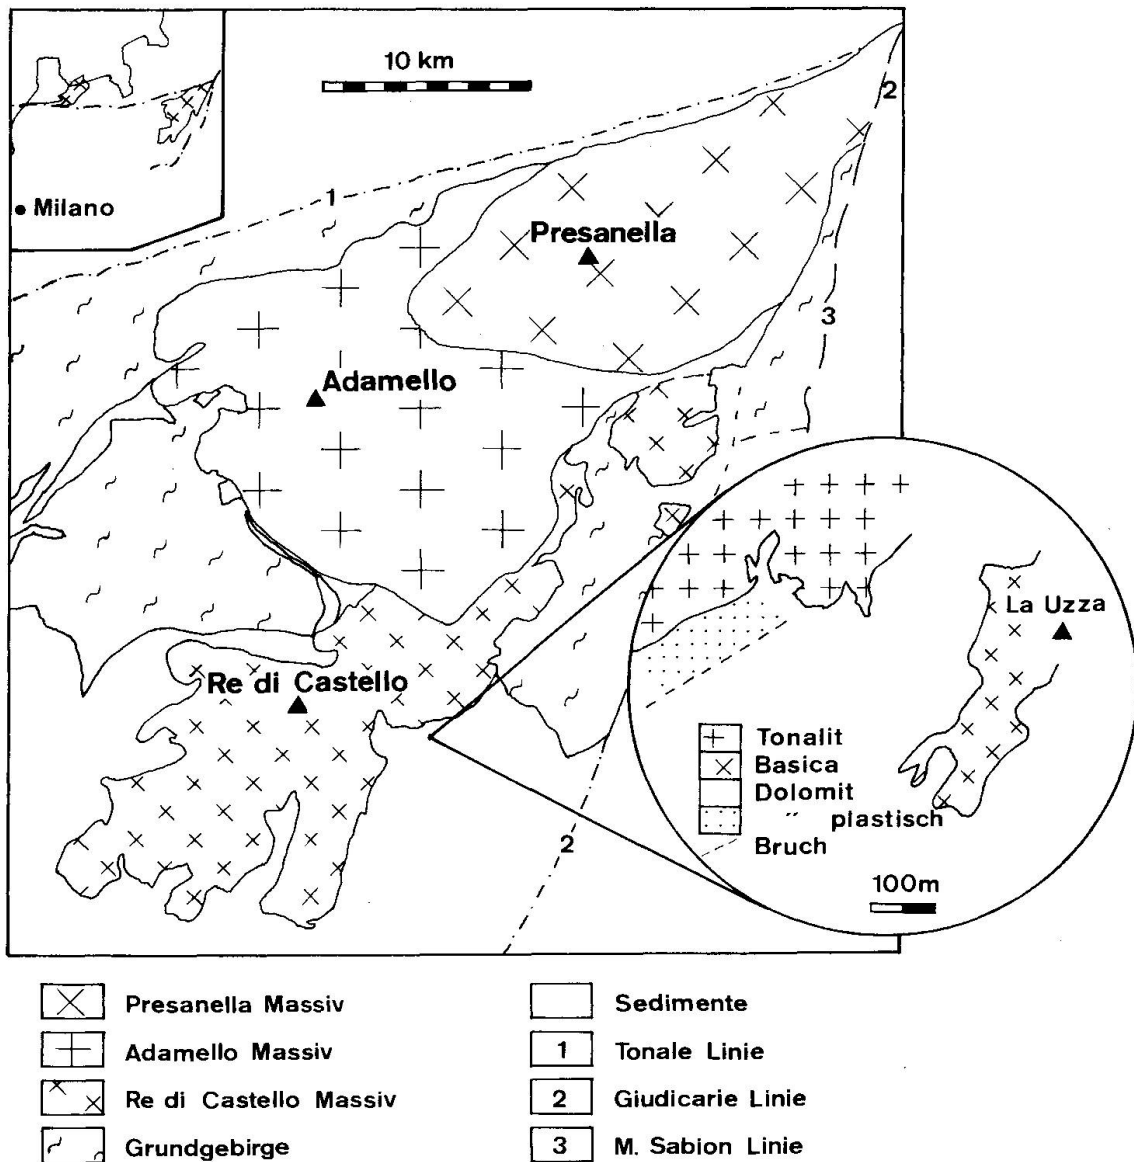 10 km
2
1
Milano
Presanella
3
Adamello
La Uzza
Re di Castello
Tonalit
Basica
Dolomit
" plastisch
Bruch
2
100m
Presanella Massiv
Adamello Massiv
Re di Castello Massiv
Grundgebirge
Sedimente
1 Tonale Linie
2 Giudicarie Linie
3 M. Sabion Linie